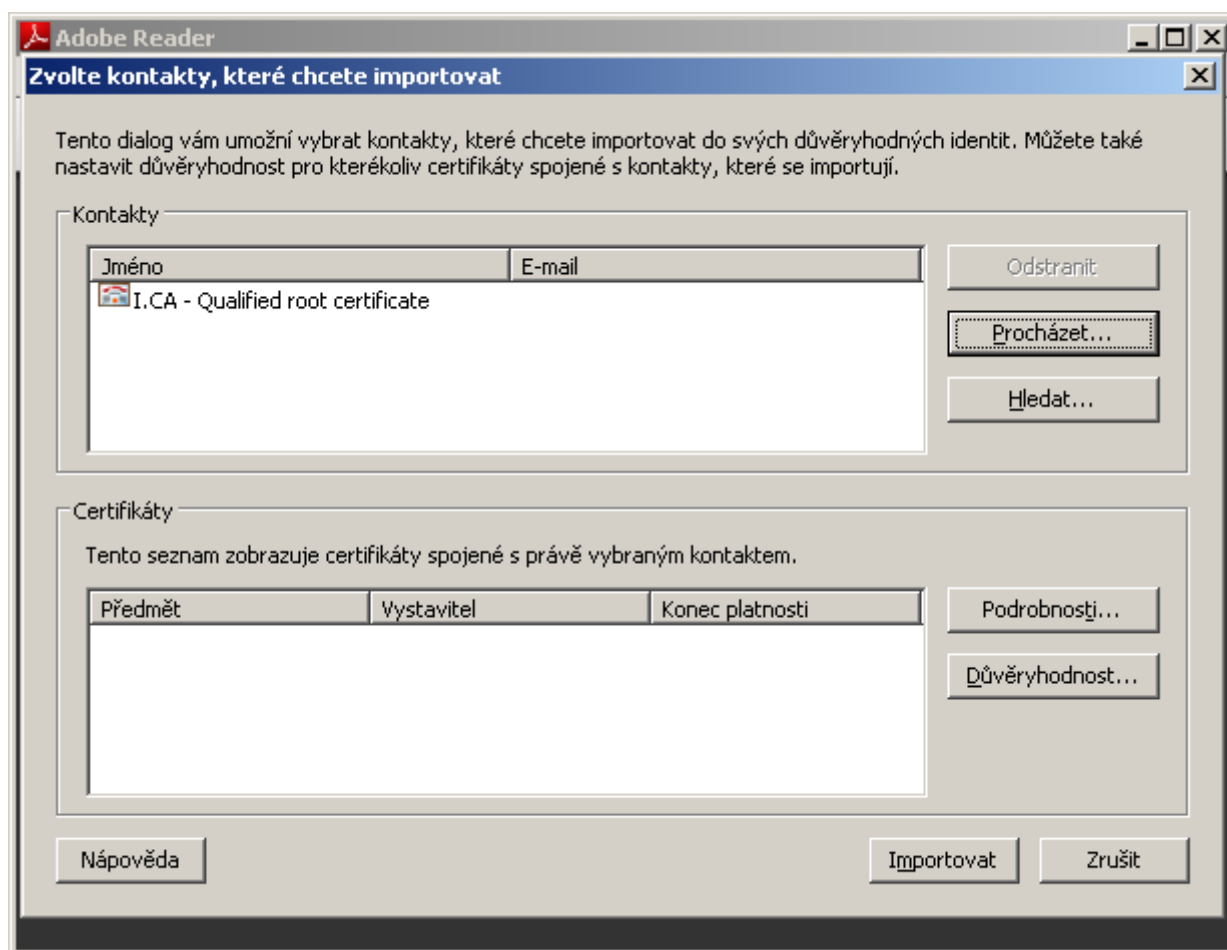 Adobe Reader
Zvolte kontakty, které chcete importovat
Tento dialog vám umožní vybrat kontakty, které chcete importovat do svých důvěryhodných identit. Můžete také
nastavit důvěryhodnost pro kterékoliv certifikáty spojené s kontakty, které se importují.
Kontakty
Jméno E-mail
I.CA - Qualified root certificate
Odstranit
Procházet...
Hledat...
Certifikáty
Tento seznam zobrazuje certifikáty spojené s právě vybraným kontaktem.
Předmět Vystavitel Konec platnosti
Podrobnosti...
Důvěryhodnost...
Nápověda Importovat Zrušit